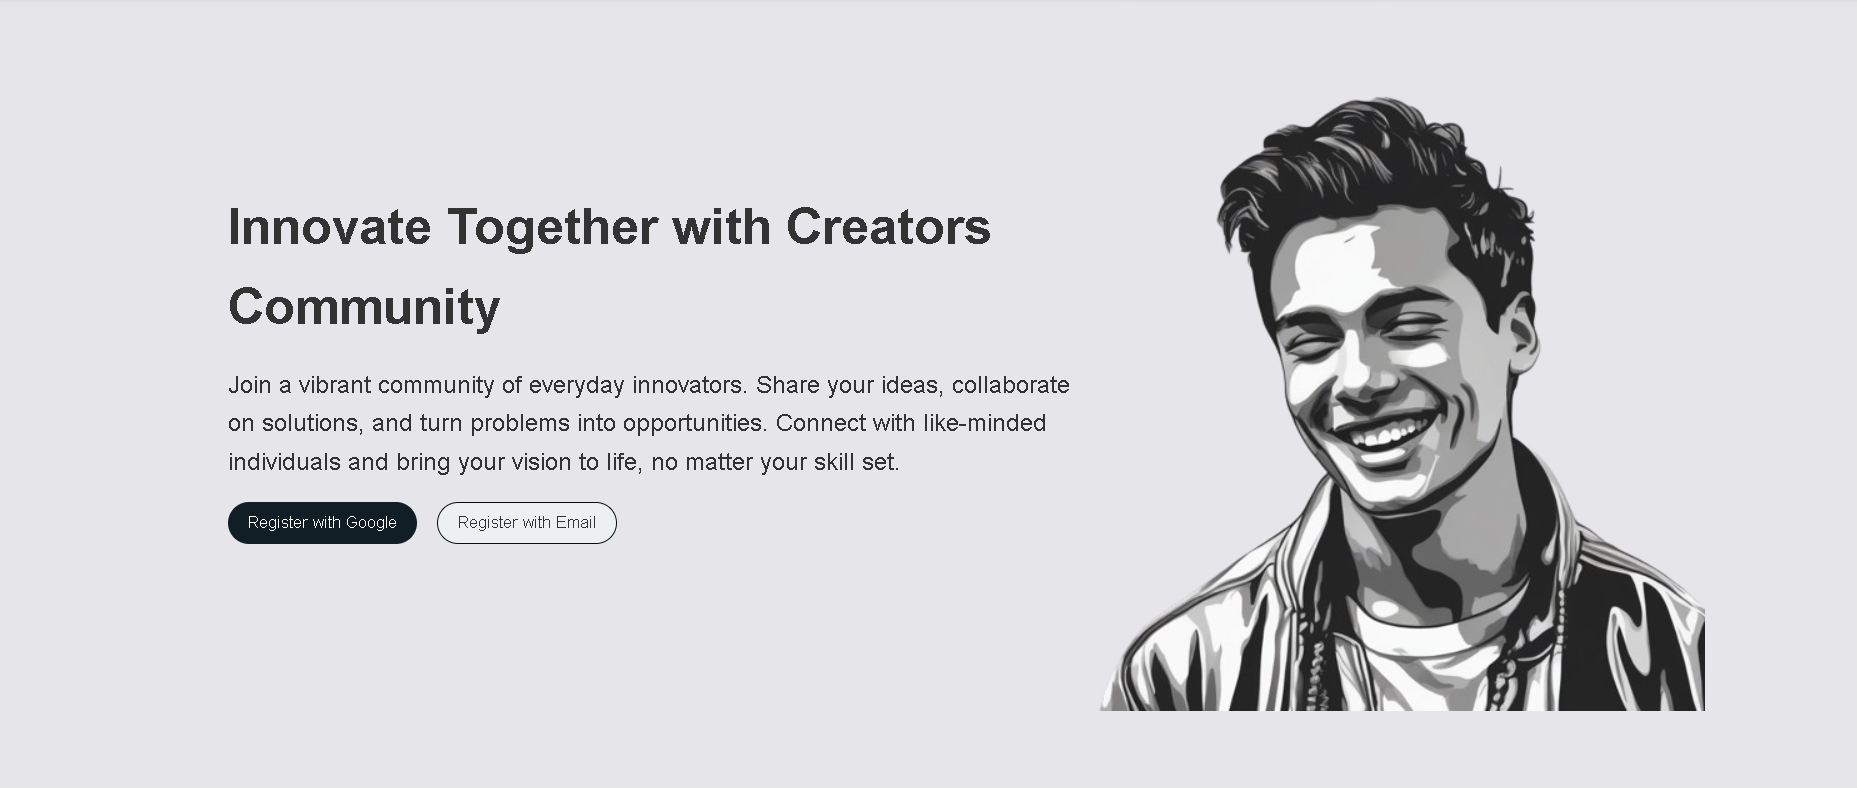 Innovate Together with Creators
Community
Join a vibrant community of everyday innovators. Share your ideas, collaborate
on solutions, and turn problems into opportunities. Connect with like-minded
individuals and bring your vision to life, no matter your skill set.
Register with Google
Register with Email